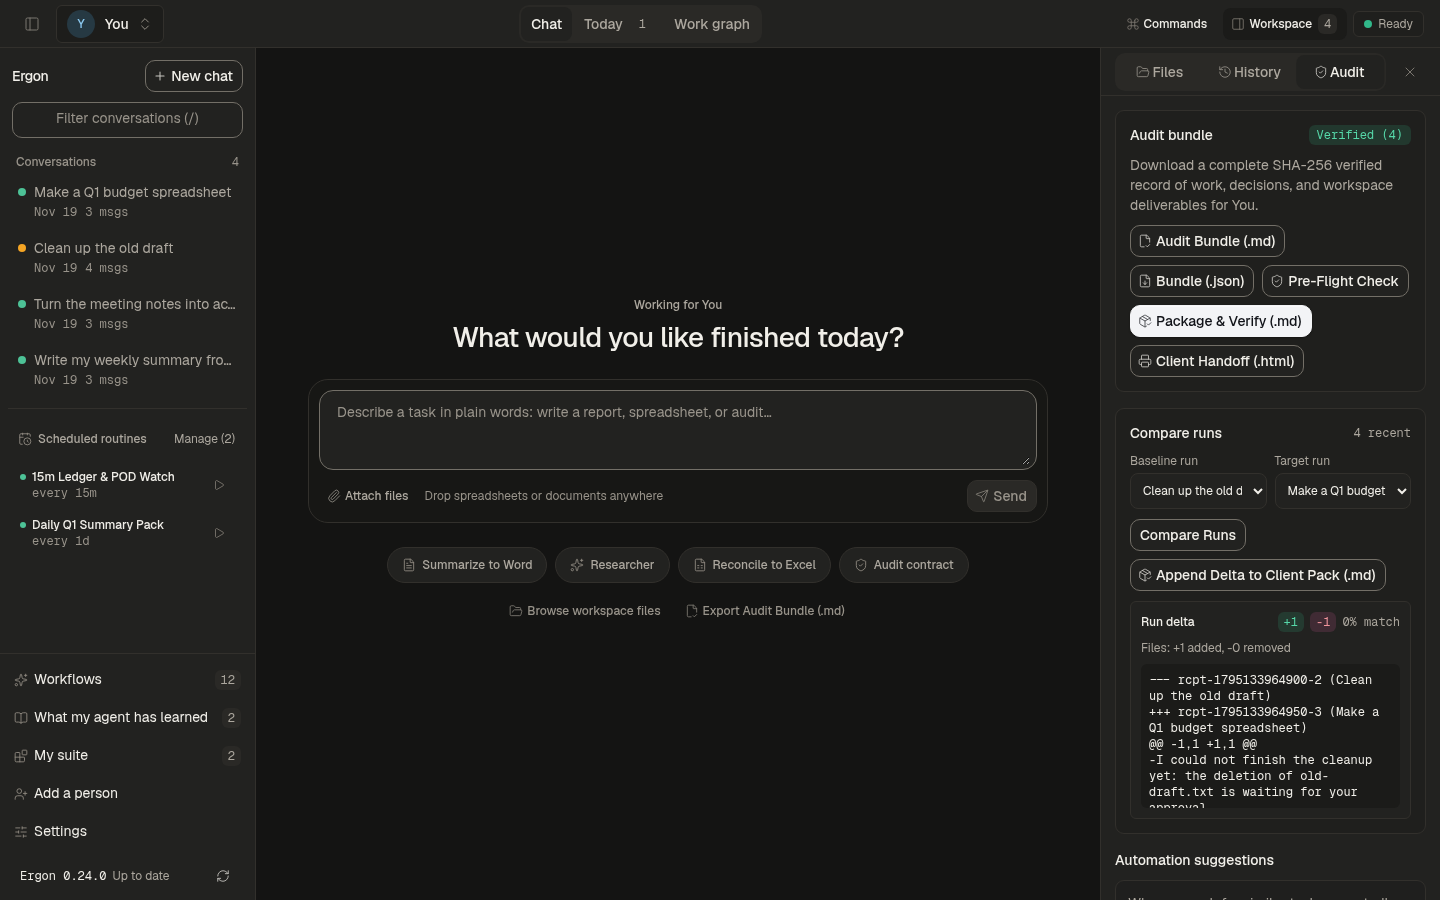 Y You
Chat Today 1 Work graph
Commands Workspace 4 Ready
Ergon
+ New chat
Filter conversations (/)
Conversations 4
Make a Q1 budget spreadsheet
Nov 19 3 msgs
Clean up the old draft
Nov 19 4 msgs
Turn the meeting notes into ac…
Nov 19 3 msgs
Write my weekly summary fro…
Nov 19 3 msgs
Scheduled routines Manage (2)
15m Ledger & POD Watch
every 15m
Daily Q1 Summary Pack
every 1d
Workflows 12
What my agent has learned 2
My suite 2
Add a person
Settings
Ergon 0.24.0 Up to date
Working for You
What would you like finished today?
Describe a task in plain words: write a report, spreadsheet, or audit…
Attach files Drop spreadsheets or documents anywhere Send
Summarize to Word Researcher Reconcile to Excel Audit contract
Browse workspace files Export Audit Bundle (.md)
Files History Audit
Audit bundle Verified (4)
Download a complete SHA-256 verified
record of work, decisions, and workspace
deliverables for You.
Audit Bundle (.md)
Bundle (.json) Pre-Flight Check
Package & Verify (.md)
Client Handoff (.html)
Compare runs 4 recent
Baseline run Target run
Clean up the old d Make a Q1 budget
Compare Runs
Append Delta to Client Pack (.md)
Run delta +1 -1 0% match
Files: +1 added, -0 removed
--- rcpt-1795133964900-2 (Clean
up the old draft)
+++ rcpt-1795133964950-3 (Make a
Q1 budget spreadsheet)
@@ -1,1 +1,1 @@
-I could not finish the cleanup
yet: the deletion of old-
draft.txt is waiting for your
approval
Automation suggestions